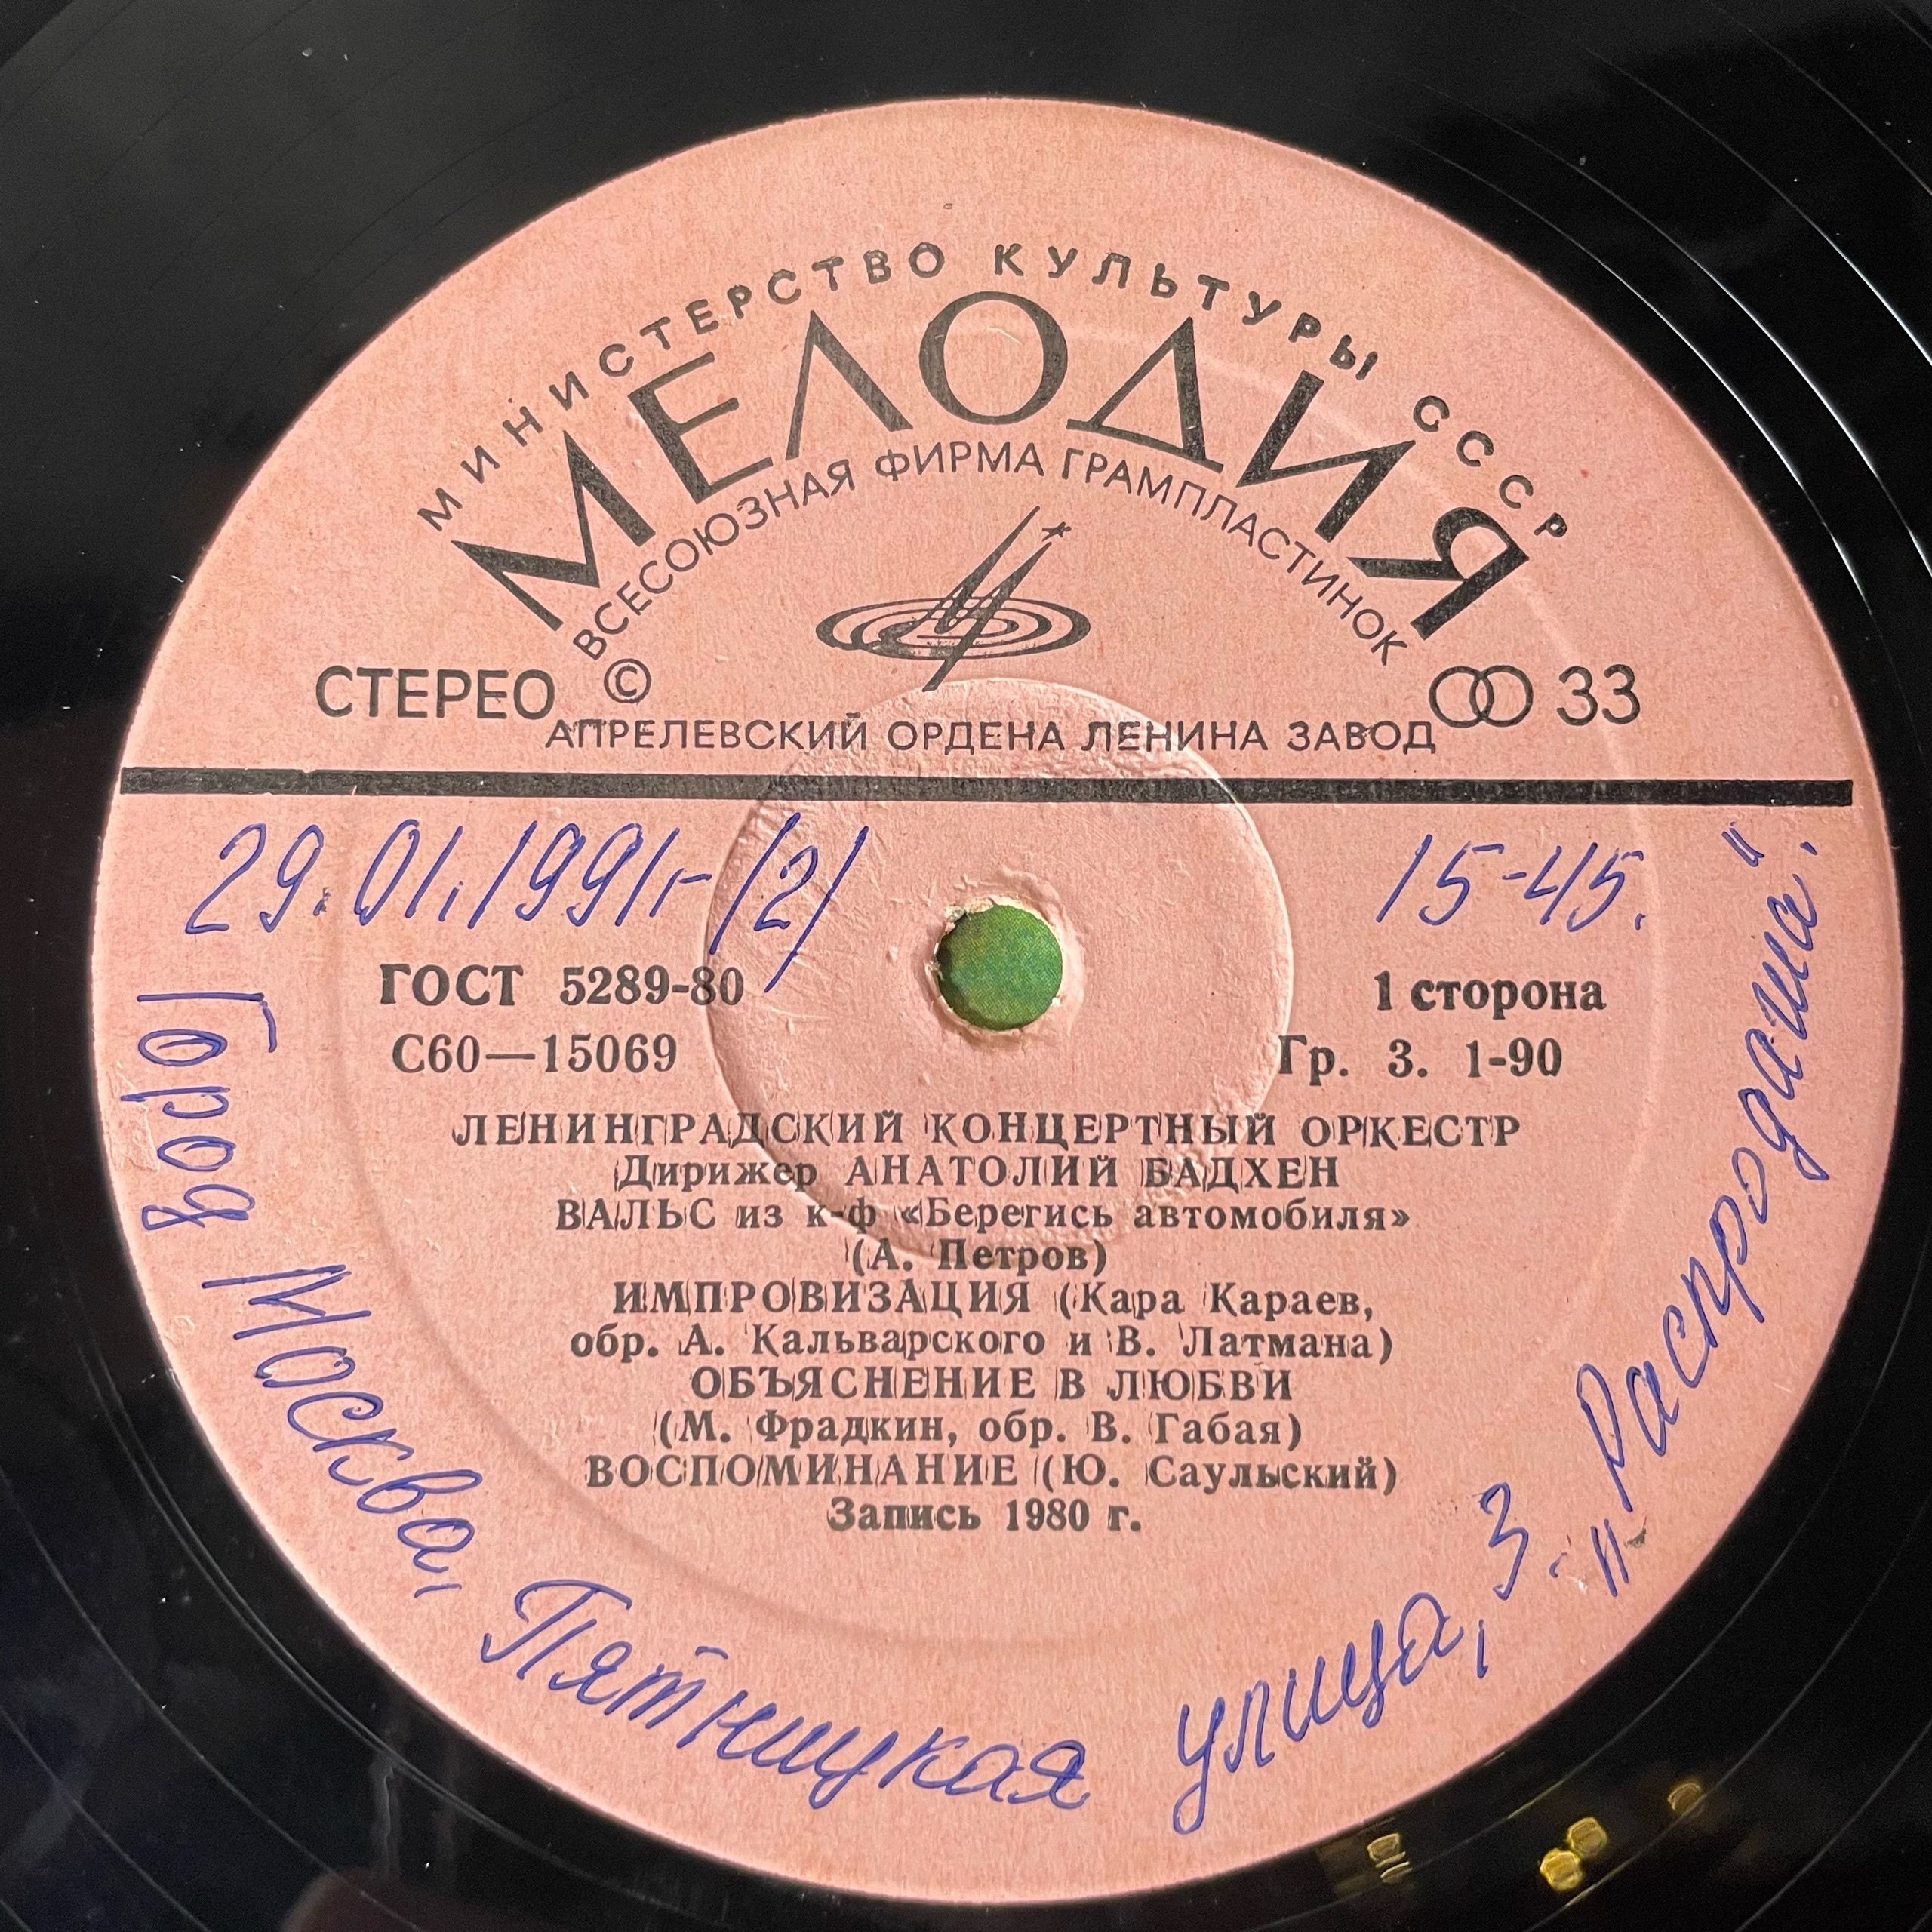 МИНИСТЕРСТВО КУЛЬТУРЫ СССР
МЕЛОДИЯ
ВСЕСОЮЗНАЯ ФИРМА ГРАМПЛАСТИНОК
СТЕРЕО © 33
АПРЕЛЕВСКИЙ ОРДЕНА ЛЕНИНА ЗАВОД
29.01.1991г (2) 15-45.
ГОСТ 5289-80 1 сторона
С60—15069 Гр. 3. 1-90
ЛЕНИНГРАДСКИЙ КОНЦЕРТНЫЙ ОРКЕСТР
Дирижер АНАТОЛИЙ БАДХЕН
ВАЛЬС из к-ф «Берегись автомобиля»
(А. Петров)
ИМПРОВИЗАЦИЯ (Кара Караев,
обр. А. Кальварского и В. Латмана)
ОБЪЯСНЕНИЕ В ЛЮБВИ
(М. Фрадкин, обр. В. Габая)
ВОСПОМИНАНИЕ (Ю. Саульский)
Запись 1980 г.
Город Москва, Пятницкая улица, 3. "Распродаша".